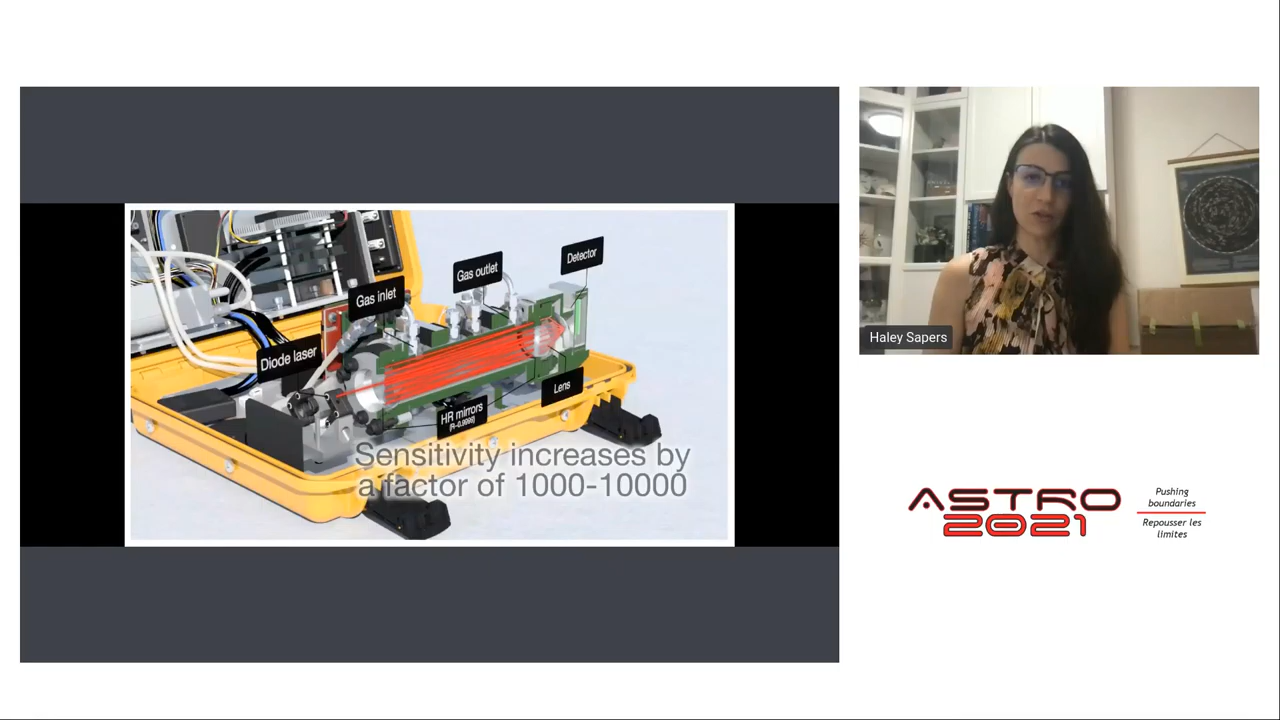 Gas inlet
Gas outlet
Detector
Diode laser
Lens
HR mirrors
Sensitivity increases by
a factor of 1000-10000
Haley Sapers
ASTRO
2021
Pushing
boundaries
Repousser les
limites